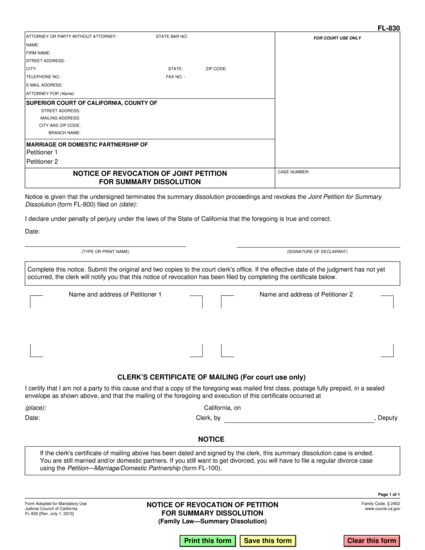 FL-830
ATTORNEY OR PARTY WITHOUT ATTORNEY: STATE BAR NO:
NAME:
FIRM NAME:
STREET ADDRESS:
CITY: STATE: ZIP CODE:
TELEPHONE NO.: FAX NO. :
E-MAIL ADDRESS:
ATTORNEY FOR (Name):
FOR COURT USE ONLY
SUPERIOR COURT OF CALIFORNIA, COUNTY OF
STREET ADDRESS:
MAILING ADDRESS:
CITY AND ZIP CODE:
BRANCH NAME:
MARRIAGE OR DOMESTIC PARTNERSHIP OF
Petitioner 1
Petitioner 2
NOTICE OF REVOCATION OF JOINT PETITION
FOR SUMMARY DISSOLUTION
CASE NUMBER:
Notice is given that the undersigned terminates the summary dissolution proceedings and revokes the Joint Petition for Summary
Dissolution (form FL-800) filed on (date):
I declare under penalty of perjury under the laws of the State of California that the foregoing is true and correct.
Date:
(TYPE OR PRINT NAME) (SIGNATURE OF DECLARANT)
Complete this notice. Submit the original and two copies to the court clerk's office. If the effective date of the judgment has not yet
occurred, the clerk will notify you that this notice of revocation has been filed by completing the certificate below.
Name and address of Petitioner 1 Name and address of Petitioner 2
CLERK'S CERTIFICATE OF MAILING (For court use only)
I certify that I am not a party to this cause and that a copy of the foregoing was mailed first class, postage fully prepaid, in a sealed
envelope as shown above, and that the mailing of the foregoing and execution of this certificate occurred at
(place): California, on
Date: Clerk, by , Deputy
NOTICE
If the clerk's certificate of mailing above has been dated and signed by the clerk, this summary dissolution case is ended.
You are still married and/or domestic partners. If you still want to get divorced, you will have to file a regular divorce case
using the Petition—Marriage/Domestic Partnership (form FL-100).
Page 1 of 1
Form Adopted for Mandatory Use
Judicial Council of California
FL-830 [Rev. July 1, 2015]
NOTICE OF REVOCATION OF PETITION
FOR SUMMARY DISSOLUTION
(Family Law—Summary Dissolution)
Family Code, § 2402
www.courts.ca.gov
Print this form Save this form Clear this form